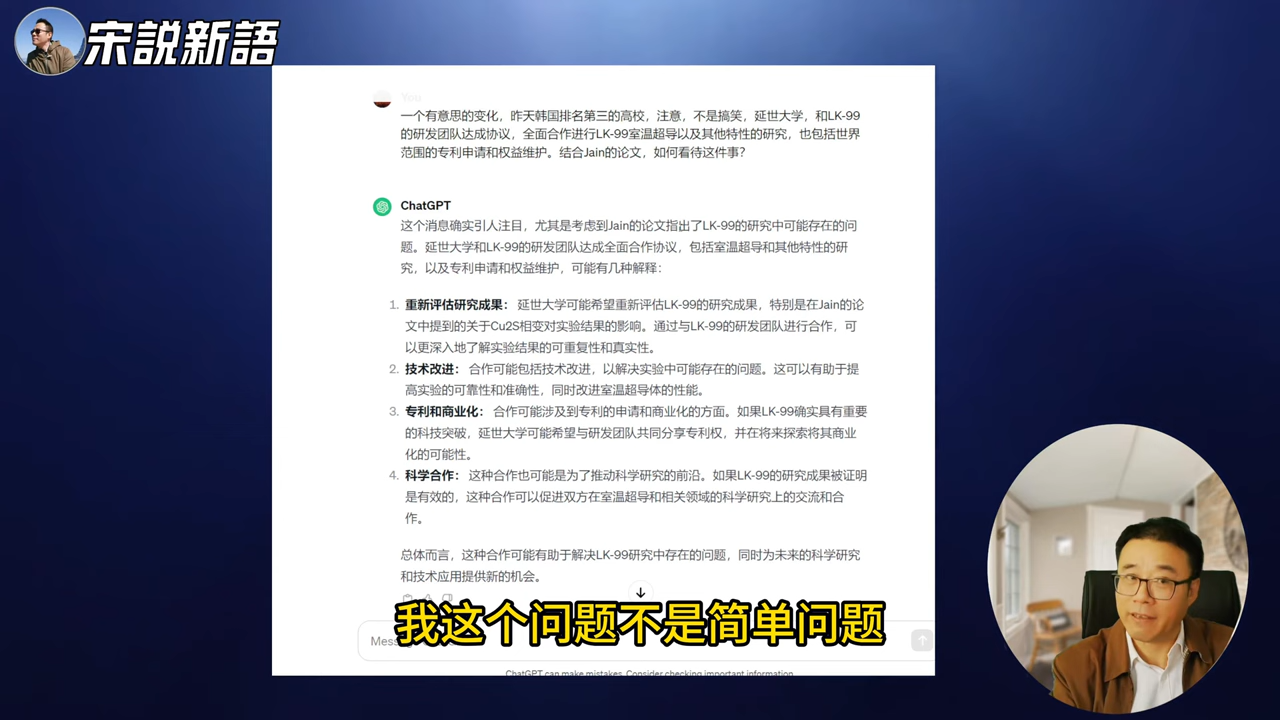 宋説新語
You
一个有意思的变化，昨天韩国排名第三的高校，注意，不是搞笑，延世大学，和LK-99
的研发团队达成协议，全面合作进行LK-99室温超导以及其他特性的研究，也包括世界
范围的专利申请和权益维护。结合Jain的论文，如何看待这件事？
ChatGPT
这个消息确实引人注目，尤其是考虑到Jain的论文指出了LK-99的研究中可能存在的问
题。延世大学和LK-99的研发团队达成全面合作协议，包括室温超导和其他特性的研
究，以及专利申请和权益维护，可能有几种解释：
1. 重新评估研究成果： 延世大学可能希望重新评估LK-99的研究成果，特别是在Jain的论
文中提到的关于Cu2S相变对实验结果的影响。通过与LK-99的研发团队进行合作，可
以更深入地了解实验结果的可重复性和真实性。
2. 技术改进： 合作可能包括技术改进，以解决实验中可能存在的问题。这可以有助于提
高实验的可靠性和准确性，同时改进室温超导体的性能。
3. 专利和商业化： 合作可能涉及到专利的申请和商业化的方面。如果LK-99确实具有重要
的科技突破，延世大学可能希望与研发团队共同分享专利权，并在将来探索将其商业
化的可能性。
4. 科学合作： 这种合作也可能是为了推动科学研究的前沿。如果LK-99的研究成果被证明
是有效的，这种合作可以促进双方在室温超导和相关领域的科学研究上的交流和合
作。
总体而言，这种合作可能有助于解决LK-99研究中存在的问题，同时为未来的科学研究
和技术应用提供新的机会。
我这个问题不是简单问题
ChatGPT can make mistakes. Consider checking important information.